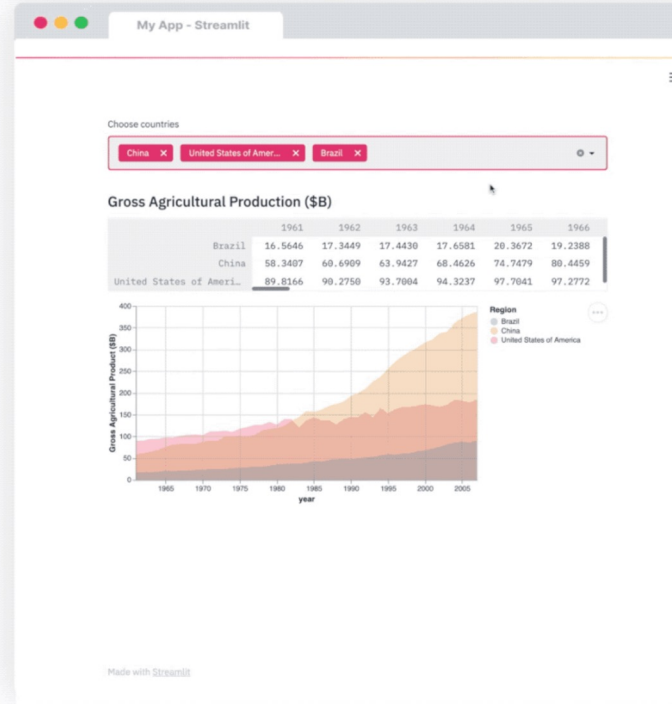 My App - Streamlit
Choose countries
China × United States of Amer... × Brazil ×
Gross Agricultural Production ($B)
1961 1962 1963 1964 1965 1966
Brazil 16.5646 17.3449 17.4430 17.6581 20.3672 19.2388
China 58.3407 60.6909 63.9427 68.4626 74.7479 80.4459
United States of Ameri… 89.8166 90.2750 93.7004 94.3237 97.7041 97.2772
Region
Brazil
China
United States of America
Gross Agricultural Product ($B)
400
350
300
250
200
150
100
50
0
1965 1970 1975 1980 1985 1990 1995 2000 2005
year
Made with Streamlit